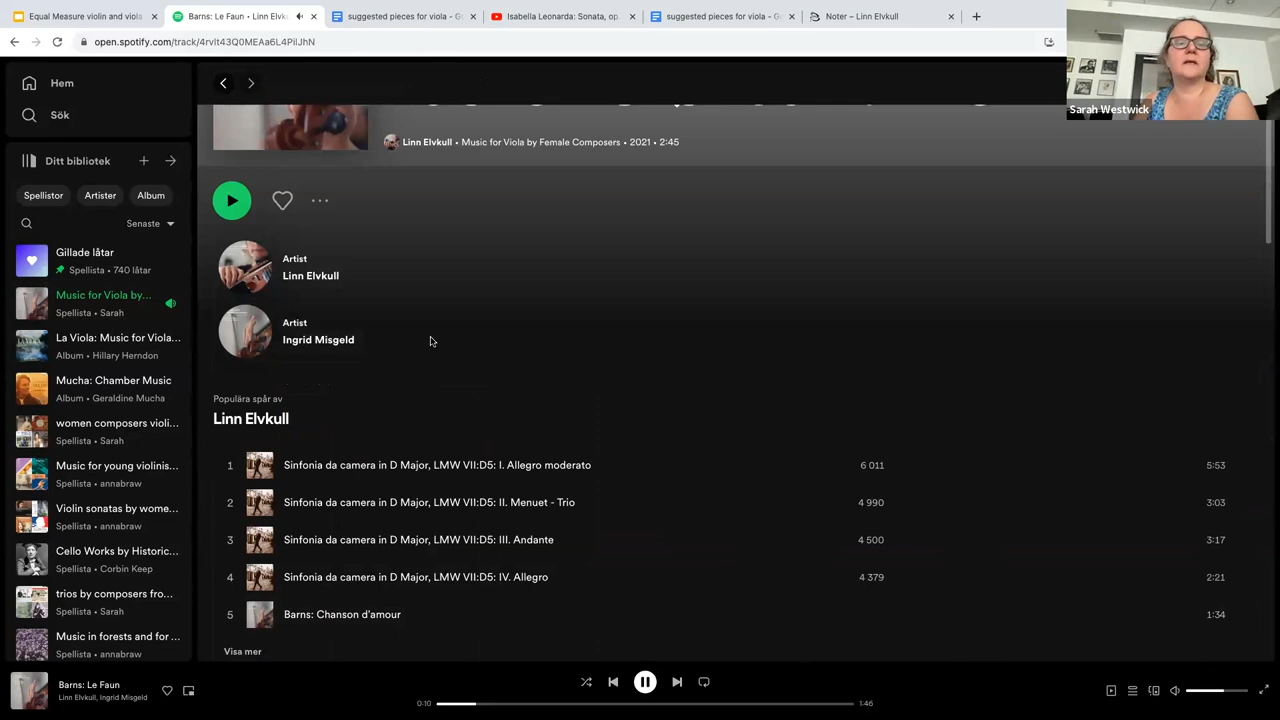 Equal Measure violin and viola
Barns: Le Faun • Linn Elvku
suggested pieces for viola - G
Isabella Leonarda: Sonata, op.
suggested pieces for viola - G
Noter – Linn Elvkull
open.spotify.com/track/4rvIt43Q0MEAa6L4PilJhN
Sarah Westwick
Hem
Sök
Ditt bibliotek
Spellistor
Artister
Album
Senaste
Gillade låtar
Spellista • 740 låtar
Music for Viola by...
Spellista • Sarah
La Viola: Music for Viola...
Album • Hillary Herndon
Mucha: Chamber Music
Album • Geraldine Mucha
women composers violi...
Spellista • Sarah
Music for young violinis...
Spellista • annabraw
Violin sonatas by wome...
Spellista • annabraw
Cello Works by Historic...
Spellista • Corbin Keep
trios by composers fro...
Spellista • Sarah
Music in forests and for ...
Spellista • annabraw
Linn Elvkull • Music for Viola by Female Composers • 2021 • 2:45
Artist
Linn Elvkull
Artist
Ingrid Misgeld
Populära spår av
Linn Elvkull
1 Sinfonia da camera in D Major, LMW VII:D5: I. Allegro moderato 6 011 5:53
2 Sinfonia da camera in D Major, LMW VII:D5: II. Menuet - Trio 4 990 3:03
3 Sinfonia da camera in D Major, LMW VII:D5: III. Andante 4 500 3:17
4 Sinfonia da camera in D Major, LMW VII:D5: IV. Allegro 4 379 2:21
5 Barns: Chanson d'amour 1:34
Visa mer
Barns: Le Faun
Linn Elvkull, Ingrid Misgeld
0:10
1:46